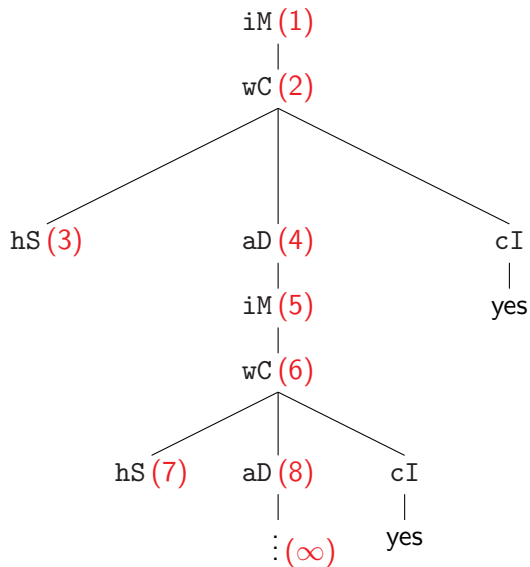 iM (1)
wC (2)
hS (3) aD (4) cI
iM (5) yes
wC (6)
hS (7) aD (8) cI
⋮ (∞) yes